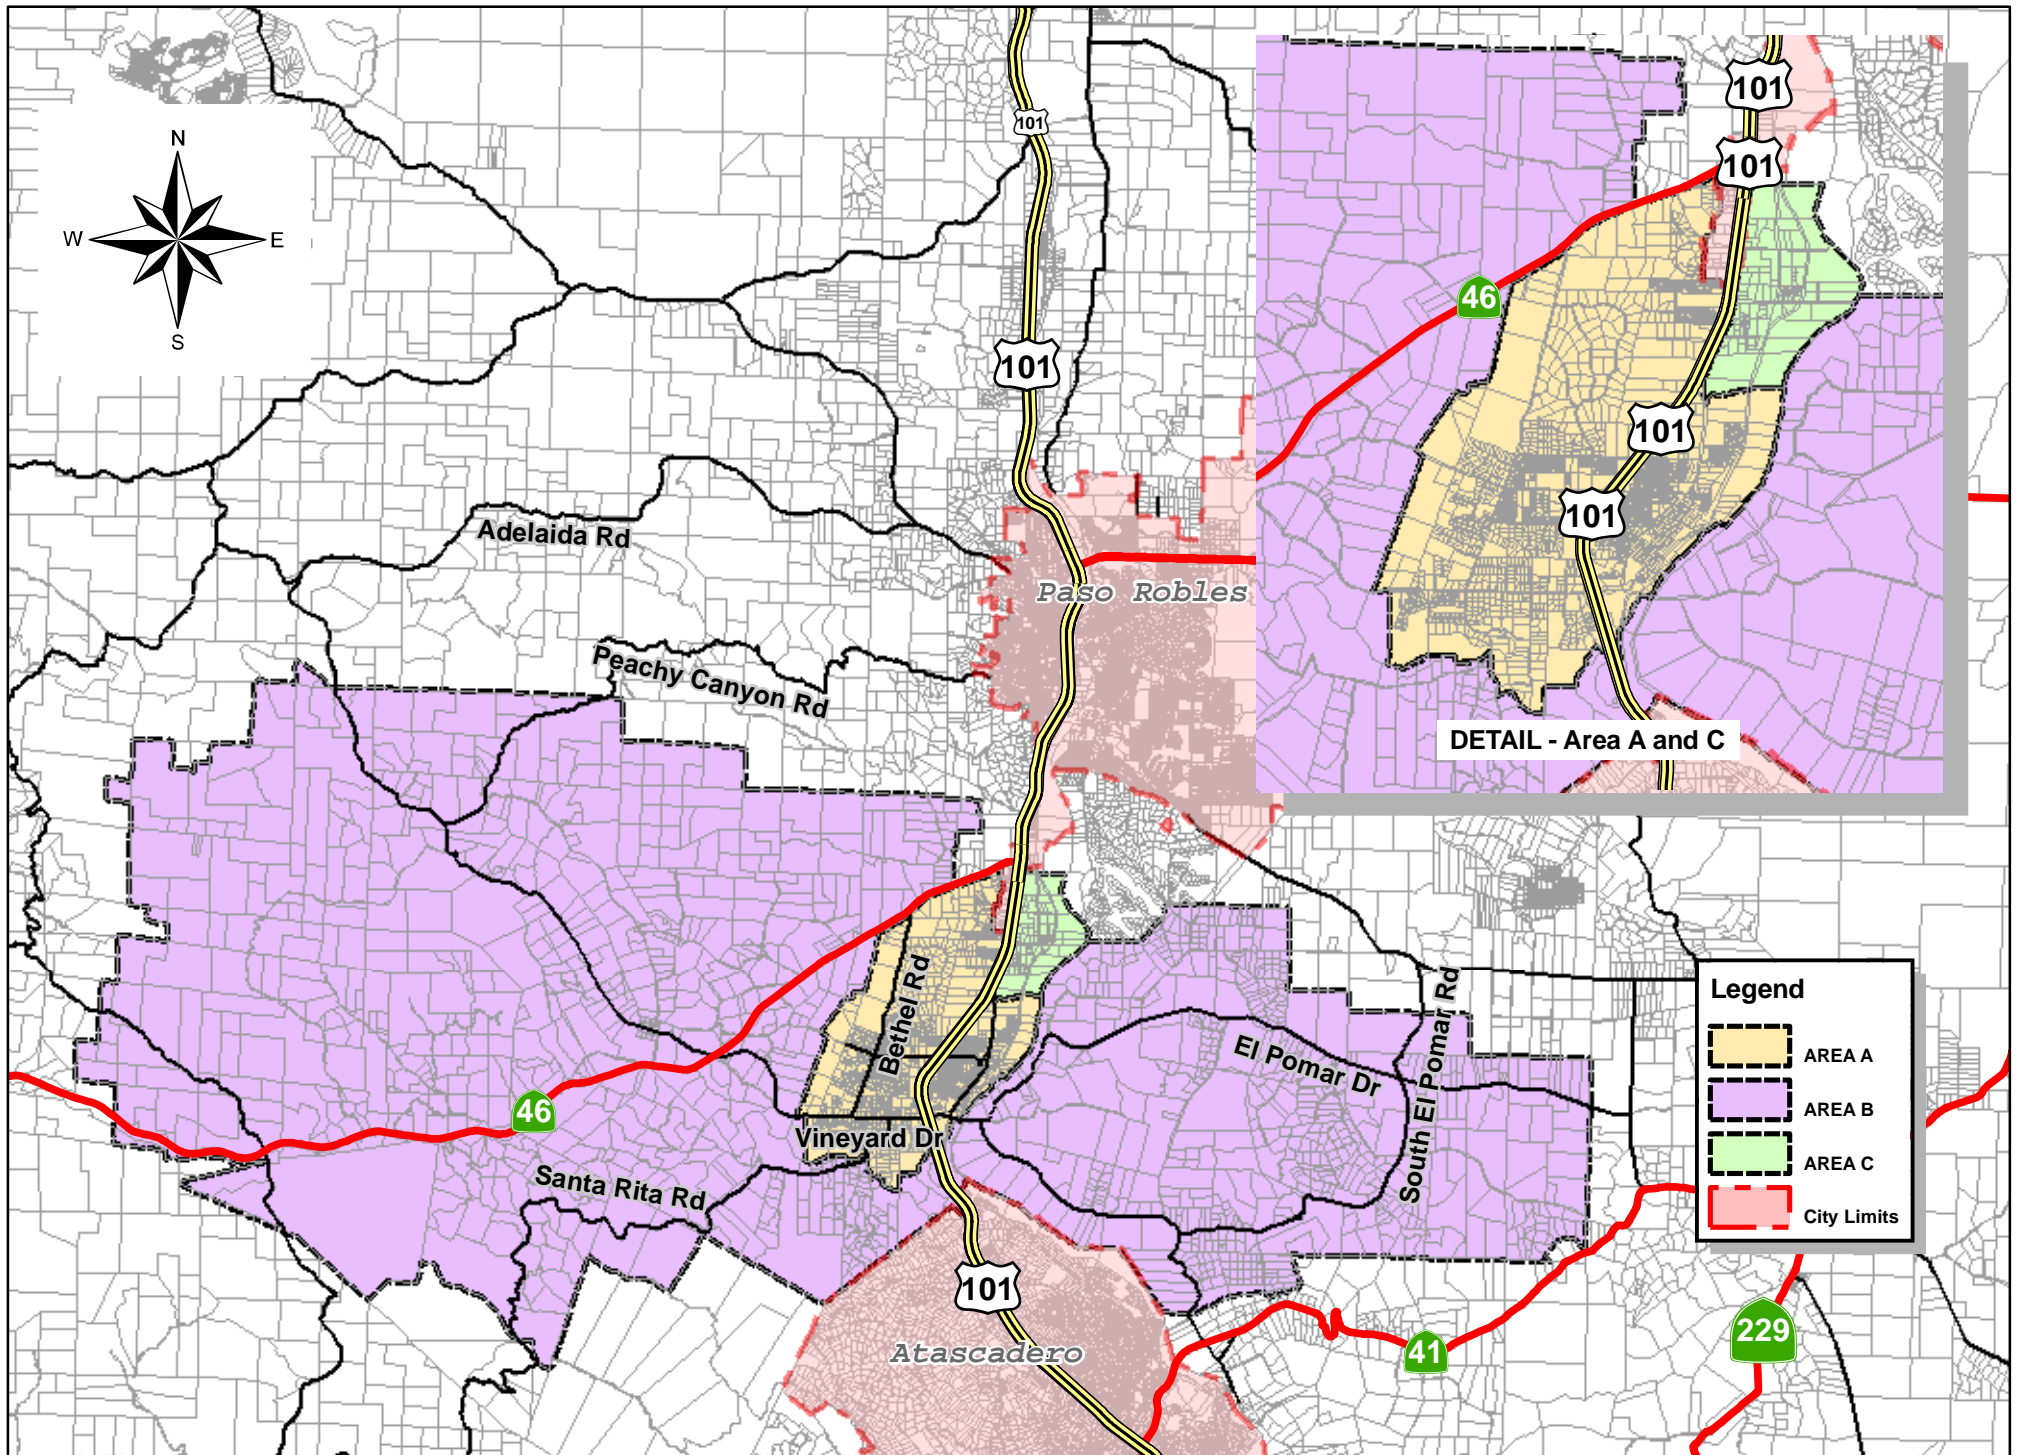 N
W
E
S
101
101
101
101
46
101
101
DETAIL - Area A and C
Adelaida Rd
Paso Robles
Peachy Canyon Rd
Bethel Rd
El Pomar Dr
South El Pomar Rd
46
Vineyard Dr
Santa Rita Rd
101
Atascadero
41
229
Legend
AREA A
AREA B
AREA C
City Limits